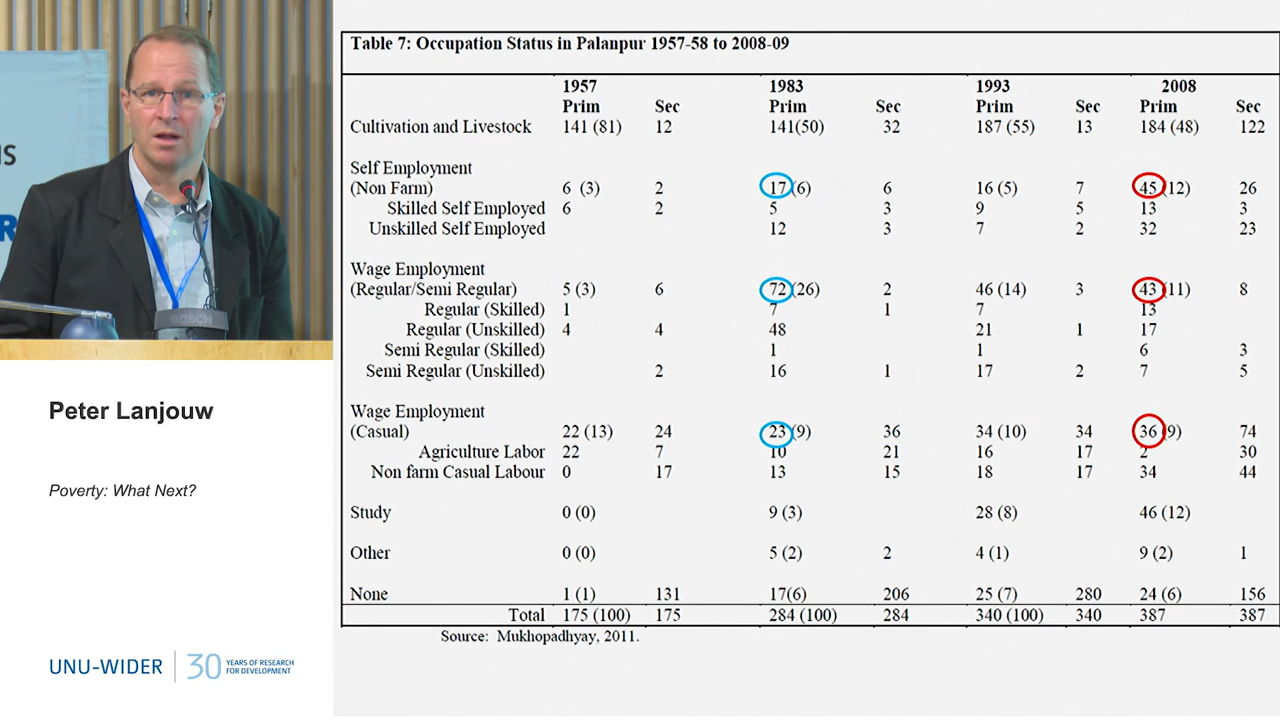 IS
R
BOSCH
Peter Lanjouw
Poverty: What Next?
UNU-WIDER 30 YEARS OF RESEARCH
FOR DEVELOPMENT
Table 7: Occupation Status in Palanpur 1957-58 to 2008-09
1957 1983 1993 2008
Prim Sec Prim Sec Prim Sec Prim Sec
Cultivation and Livestock 141 (81) 12 141(50) 32 187 (55) 13 184 (48) 122
Self Employment
(Non Farm) 6 (3) 2 17 (6) 6 16 (5) 7 45 (12) 26
Skilled Self Employed 6 2 5 3 9 5 13 3
Unskilled Self Employed 12 3 7 2 32 23
Wage Employment
(Regular/Semi Regular) 5 (3) 6 72 (26) 2 46 (14) 3 43 (11) 8
Regular (Skilled) 1 7 1 7 13
Regular (Unskilled) 4 4 48 21 1 17
Semi Regular (Skilled) 1 1 6 3
Semi Regular (Unskilled) 2 16 1 17 2 7 5
Wage Employment
(Casual) 22 (13) 24 23 (9) 36 34 (10) 34 36 (9) 74
Agriculture Labor 22 7 10 21 16 17 2 30
Non farm Casual Labour 0 17 13 15 18 17 34 44
Study 0 (0) 9 (3) 28 (8) 46 (12)
Other 0 (0) 5 (2) 2 4 (1) 9 (2) 1
None 1 (1) 131 17(6) 206 25 (7) 280 24 (6) 156
Total 175 (100) 175 284 (100) 284 340 (100) 340 387 387
Source: Mukhopadhyay, 2011.